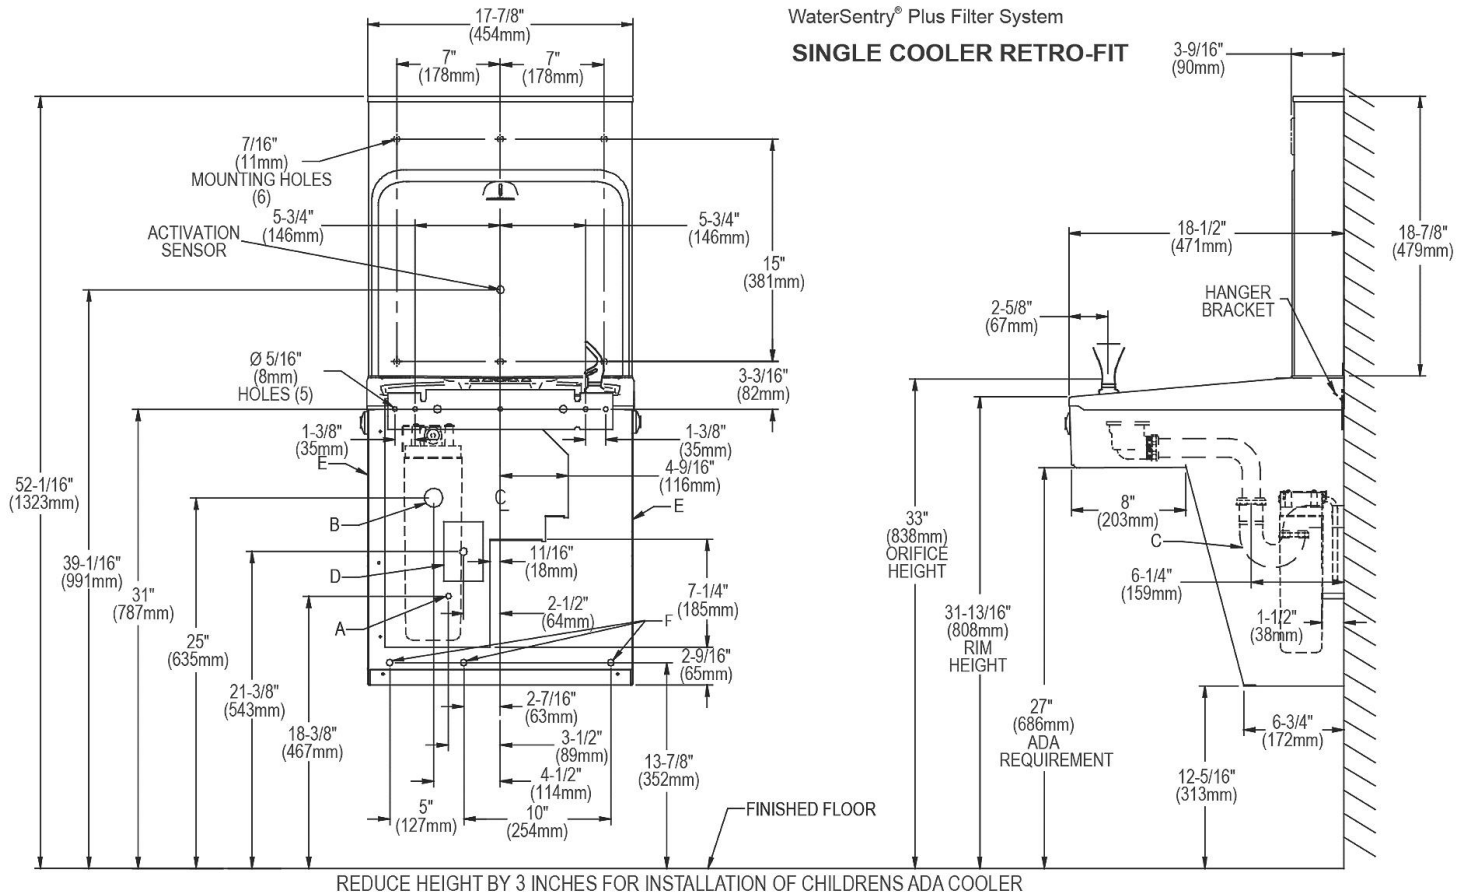 WaterSentry® Plus Filter System
SINGLE COOLER RETRO-FIT
17-7/8"
(454mm)
7"
(178mm)
7"
(178mm)
3-9/16"
(90mm)
7/16"
(11mm)
MOUNTING HOLES
(6)
5-3/4"
(146mm)
5-3/4"
(146mm)
ACTIVATION
SENSOR
15"
(381mm)
18-1/2"
(471mm)
18-7/8"
(479mm)
HANGER
BRACKET
2-5/8"
(67mm)
Ø 5/16"
(8mm)
HOLES (5)
3-3/16"
(82mm)
1-3/8"
(35mm)
1-3/8"
(35mm)
E
4-9/16"
(116mm)
52-1/16"
(1323mm)
B
C
E
8"
(203mm)
33"
(838mm)
ORIFICE
HEIGHT
C
39-1/16"
(991mm)
11/16"
(18mm)
D
6-1/4"
(159mm)
31"
(787mm)
2-1/2"
(64mm)
7-1/4"
(185mm)
31-13/16"
(808mm)
RIM
HEIGHT
1-1/2"
(38mm)
A
F
25"
(635mm)
2-9/16"
(65mm)
21-3/8"
(543mm)
2-7/16"
(63mm)
27"
(686mm)
ADA
REQUIREMENT
6-3/4"
(172mm)
18-3/8"
(467mm)
3-1/2"
(89mm)
13-7/8"
(352mm)
4-1/2"
(114mm)
12-5/16"
(313mm)
5"
(127mm)
10"
(254mm)
FINISHED FLOOR
REDUCE HEIGHT BY 3 INCHES FOR INSTALLATION OF CHILDRENS ADA COOLER